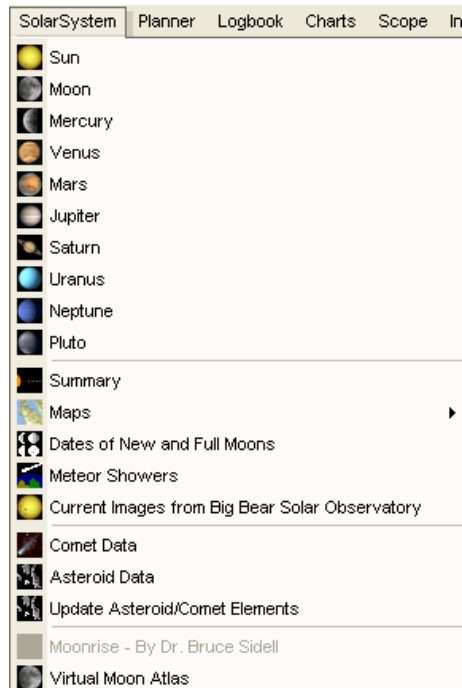 SolarSystem Planner Logbook Charts Scope In
Sun
Moon
Mercury
Venus
Mars
Jupiter
Saturn
Uranus
Neptune
Pluto
Summary
Maps
Dates of New and Full Moons
Meteor Showers
Current Images from Big Bear Solar Observatory
Comet Data
Asteroid Data
Update Asteroid/Comet Elements
Moonrise - By Dr. Bruce Sidell
Virtual Moon Atlas